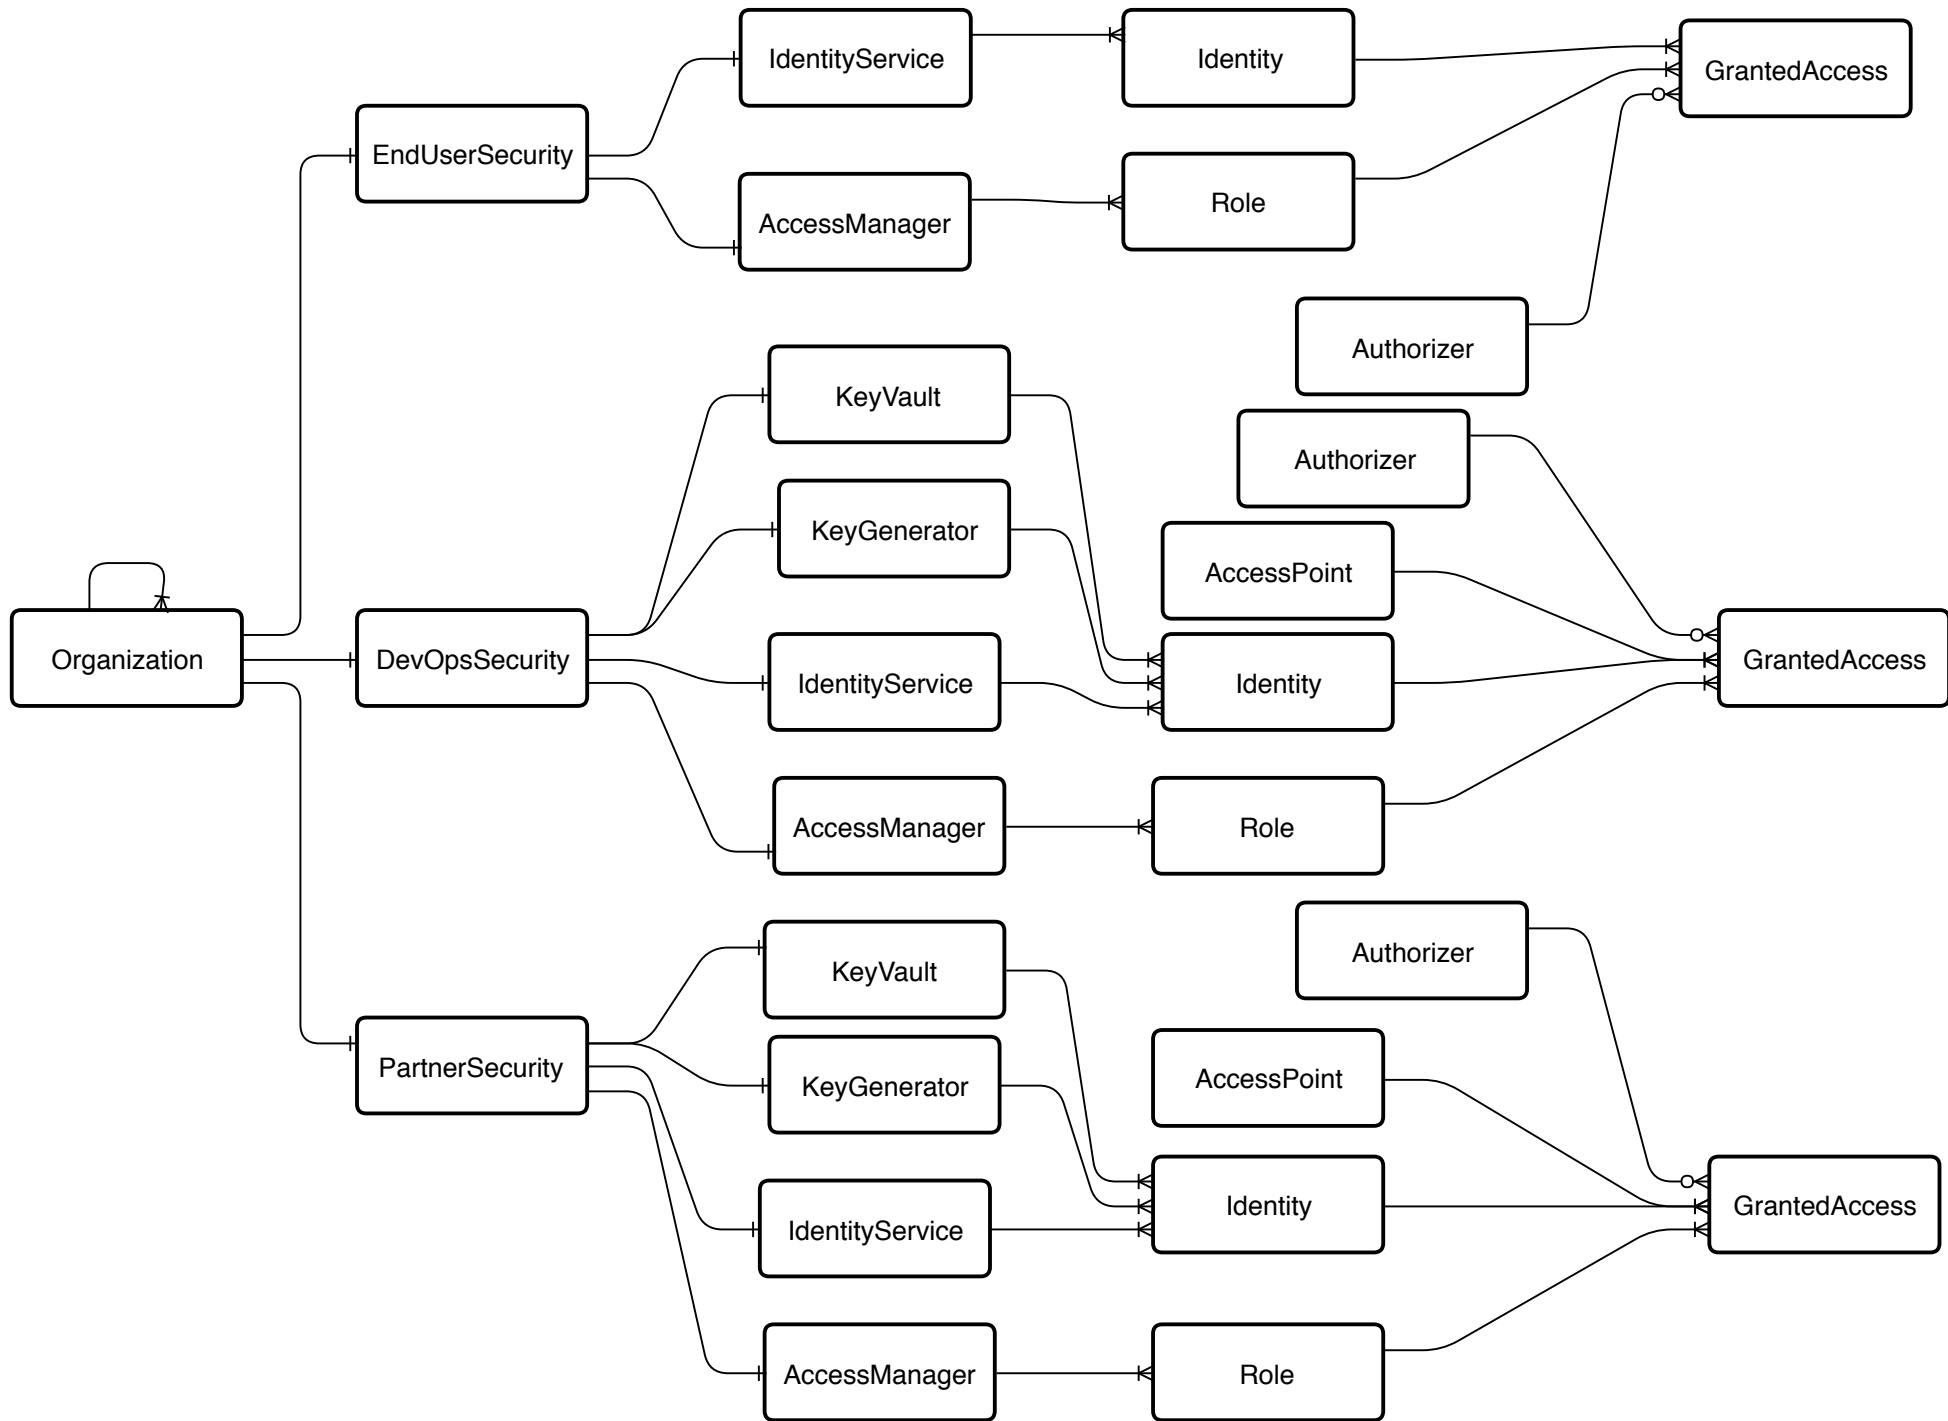 IdentityService
Identity
GrantedAccess
EndUserSecurity
AccessManager
Role
Authorizer
KeyVault
Authorizer
KeyGenerator
AccessPoint
Organization
DevOpsSecurity
IdentityService
Identity
GrantedAccess
AccessManager
Role
KeyVault
Authorizer
PartnerSecurity
KeyGenerator
AccessPoint
IdentityService
Identity
GrantedAccess
AccessManager
Role